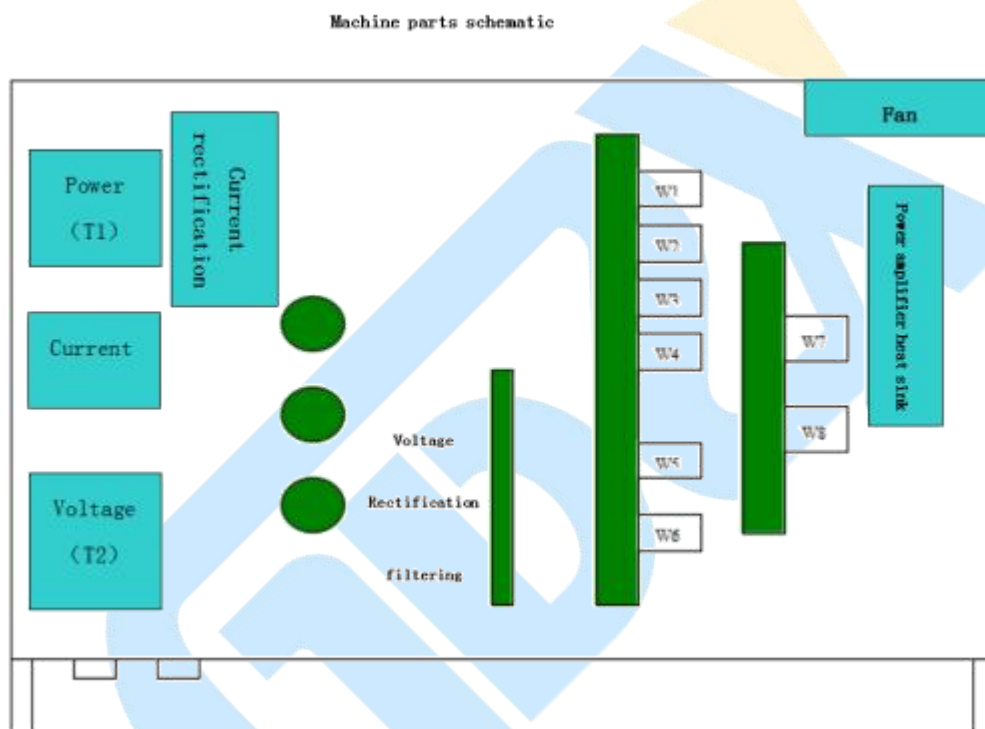 Machine parts schematic
Fan
Current
rectification
Power
(T1)
W1
Power amplifier heat sink
W2
W3
Current
W4
W7
Voltage
W8
W5
Voltage
(T2)
Rectification
W6
filtering